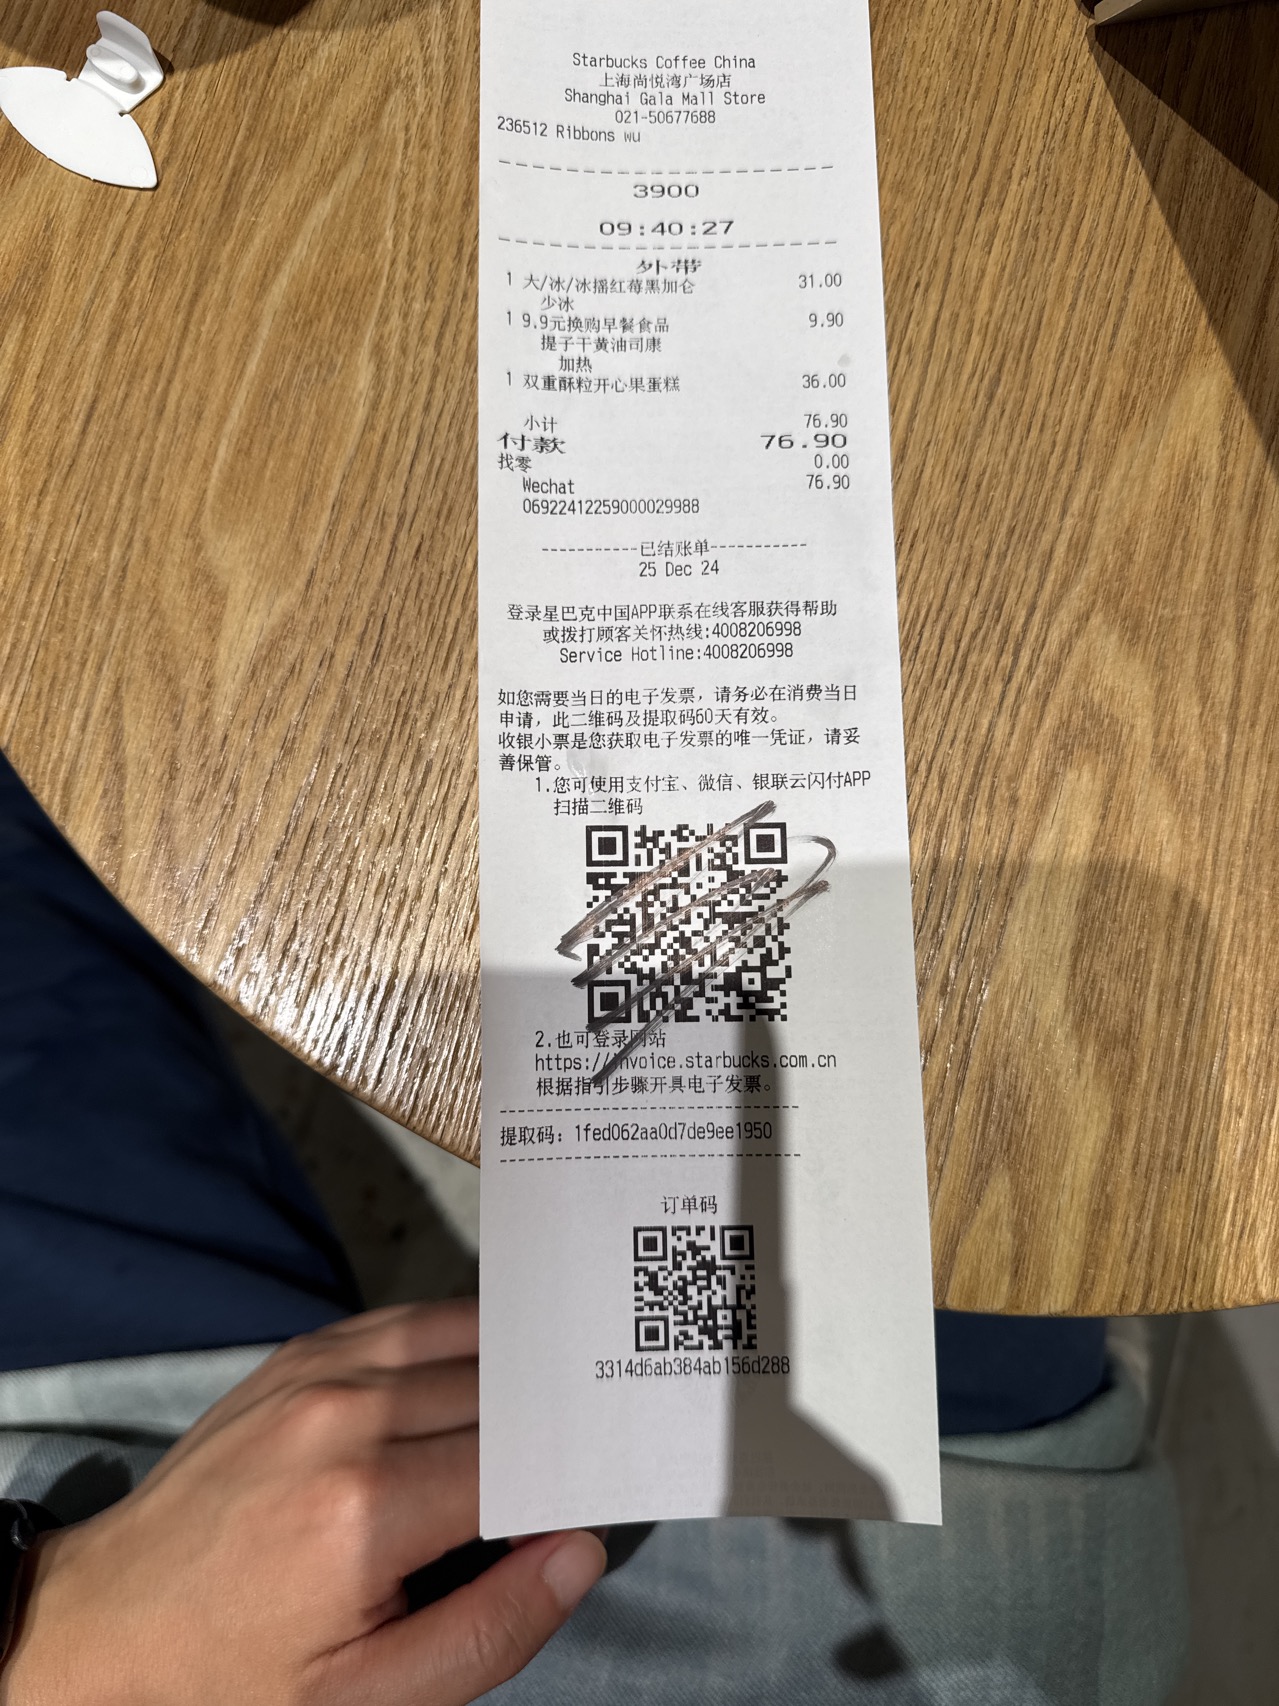 Starbucks Coffee China
上海尚悦湾广场店
Shanghai Gala Mall Store
021-50677688
236512 Ribbons wu
3900
09:40:27
外带
1 大/冰/冰摇红莓黑加仑 31.00
少冰
1 9.9元换购早餐食品 9.90
提子干黄油司康
加热
1 双重酥粒开心果蛋糕 36.00
小计 76.90
付款 76.90
找零 0.00
Wechat 76.90
06922412259000029988
-----------已结账单-----------
25 Dec 24
登录星巴克中国APP联系在线客服获得帮助
或拨打顾客关怀热线:4008206998
Service Hotline:4008206998
如您需要当日的电子发票，请务必在消费当日
申请，此二维码及提取码60天有效。
收银小票是您获取电子发票的唯一凭证，请妥
善保管。
1.您可使用支付宝、微信、银联云闪付APP
扫描二维码
2.也可登录网站
https://invoice.starbucks.com.cn
根据指引步骤开具电子发票。
提取码：1fed062aa0d7de9ee1950
订单码
3314d6ab384ab156d288